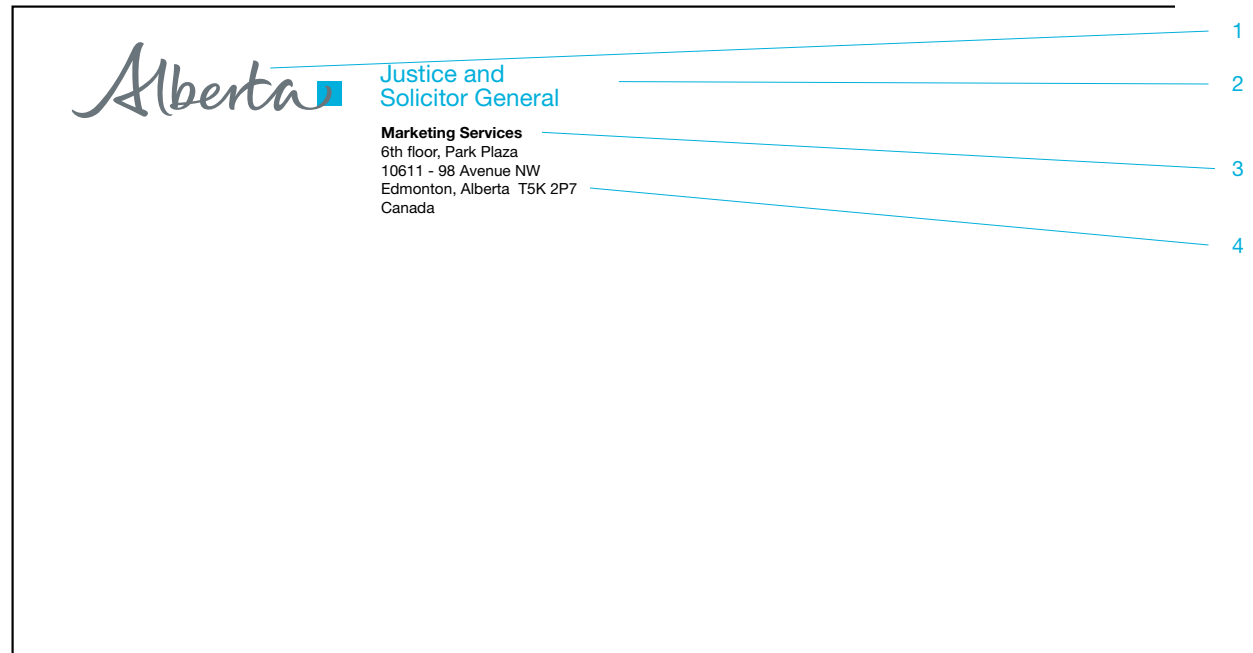 Alberta
Justice and
Solicitor General
Marketing Services
6th floor, Park Plaza
10611 - 98 Avenue NW
Edmonton, Alberta  T5K 2P7
Canada
1
2
3
4